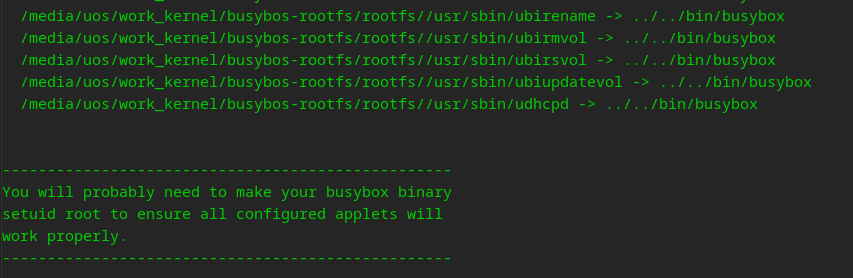 /media/uos/work_kernel/busybos-rootfs/rootfs//usr/sbin/ubirename -> ../../bin/busybox
/media/uos/work_kernel/busybos-rootfs/rootfs//usr/sbin/ubirmvol -> ../../bin/busybox
/media/uos/work_kernel/busybos-rootfs/rootfs//usr/sbin/ubirsvol -> ../../bin/busybox
/media/uos/work_kernel/busybos-rootfs/rootfs//usr/sbin/ubiupdatevol -> ../../bin/busybox
/media/uos/work_kernel/busybos-rootfs/rootfs//usr/sbin/udhcpd -> ../../bin/busybox
--------------------------------------------------
You will probably need to make your busybox binary
setuid root to ensure all configured applets will
work properly.
--------------------------------------------------